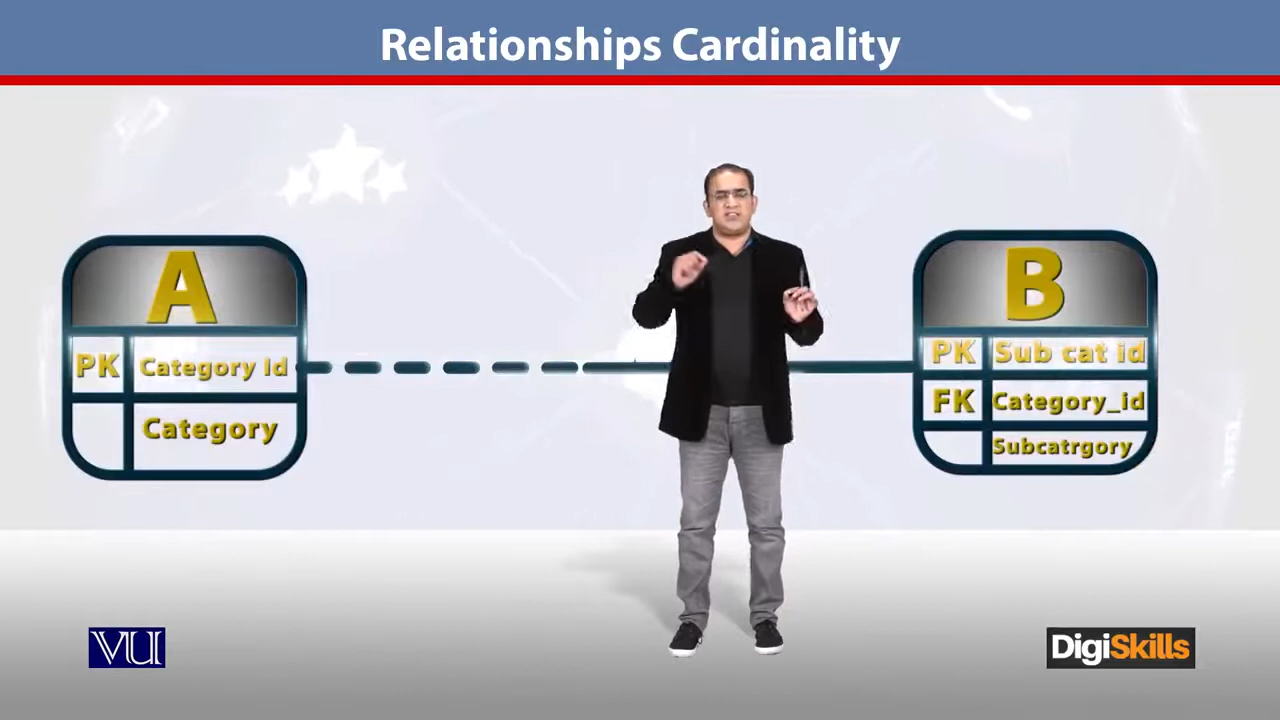 Relationships Cardinality
A
PK Category Id
Category
B
PK Sub cat id
FK Category_id
Subcatrgory
VU
DigiSkills